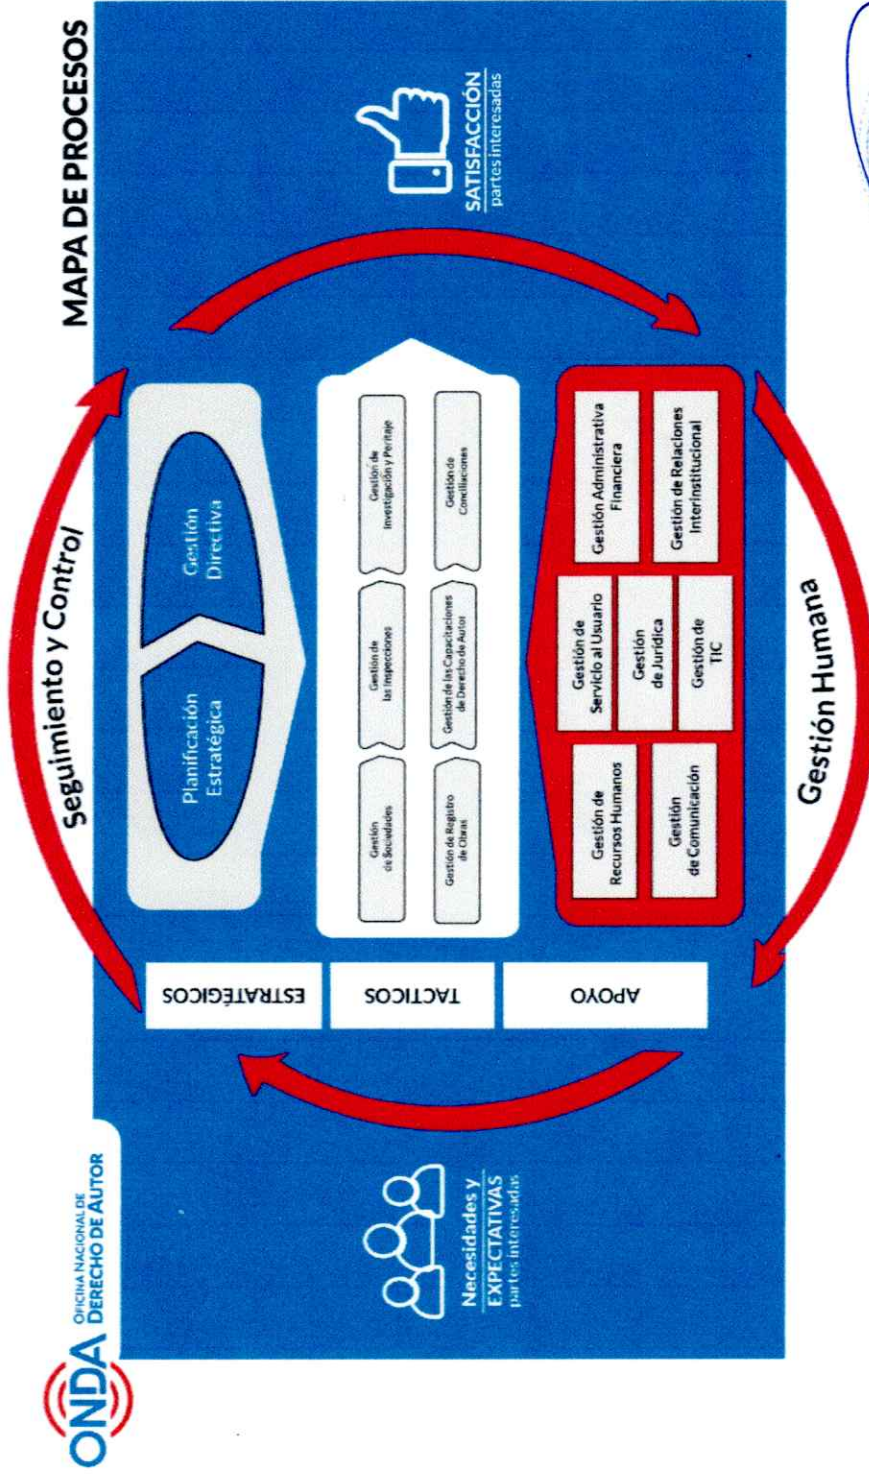 ONDA
OFICINA NACIONAL DE
DERECHO DE AUTOR
MAPA DE PROCESOS
Seguimiento y Control
Necesidades y
EXPECTATIVAS
partes interesadas
ESTRATÉGICOS
Planificación
Estratégica
Gestión
Directiva
TACTICOS
Gestión
de Sociedades
Gestión de
las Inspecciones
Gestión de
Investigación y Peritaje
Gestión de Registro
de Obras
Gestión de las Capacitaciones
de Derecho de Autor
Gestión de
Conciliaciones
APOYO
Gestión de
Recursos Humanos
Gestión
de Comunicación
Gestión de
Servicio al Usuario
Gestión
de Jurídica
Gestión de
TIC
Gestión Administrativa
Financiera
Gestión de Relaciones
Interinstitucional
SATISFACCIÓN
partes interesadas
Gestión Humana